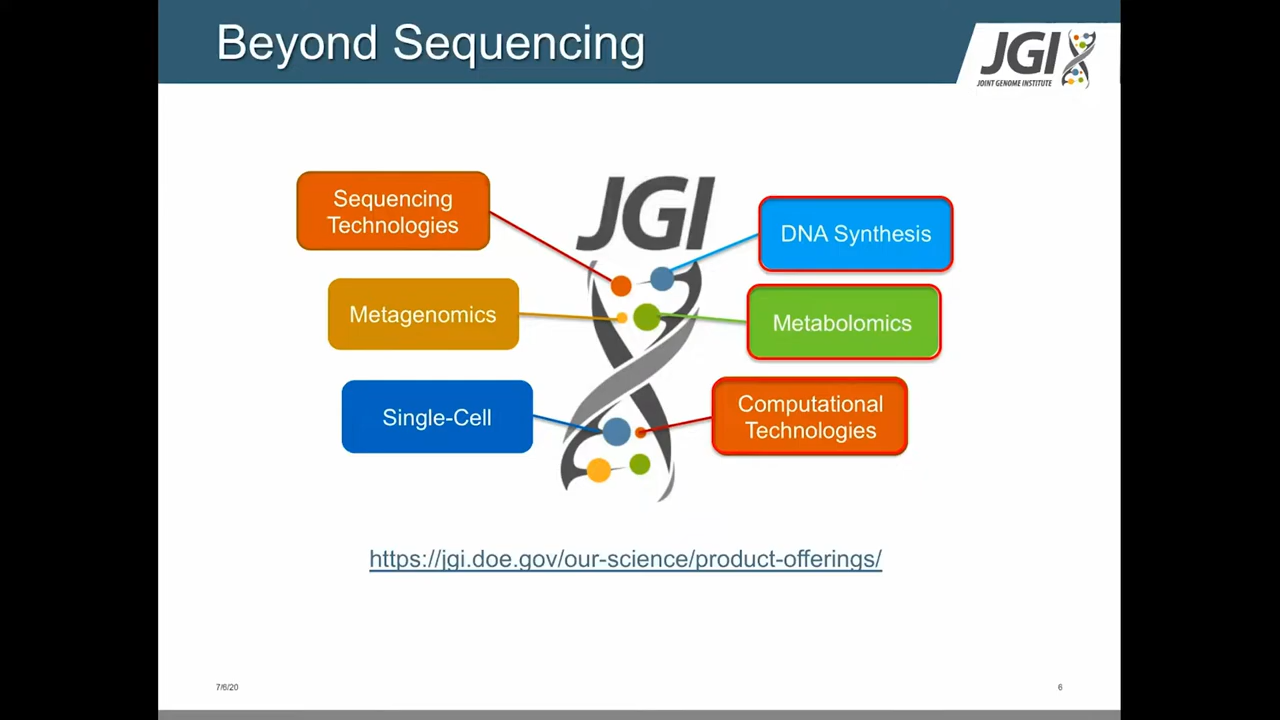 Beyond Sequencing
JGI
JOINT GENOME INSTITUTE
JGI
Sequencing
Technologies
DNA Synthesis
Metagenomics
Metabolomics
Single-Cell
Computational
Technologies
https://jgi.doe.gov/our-science/product-offerings/
7/6/20
6